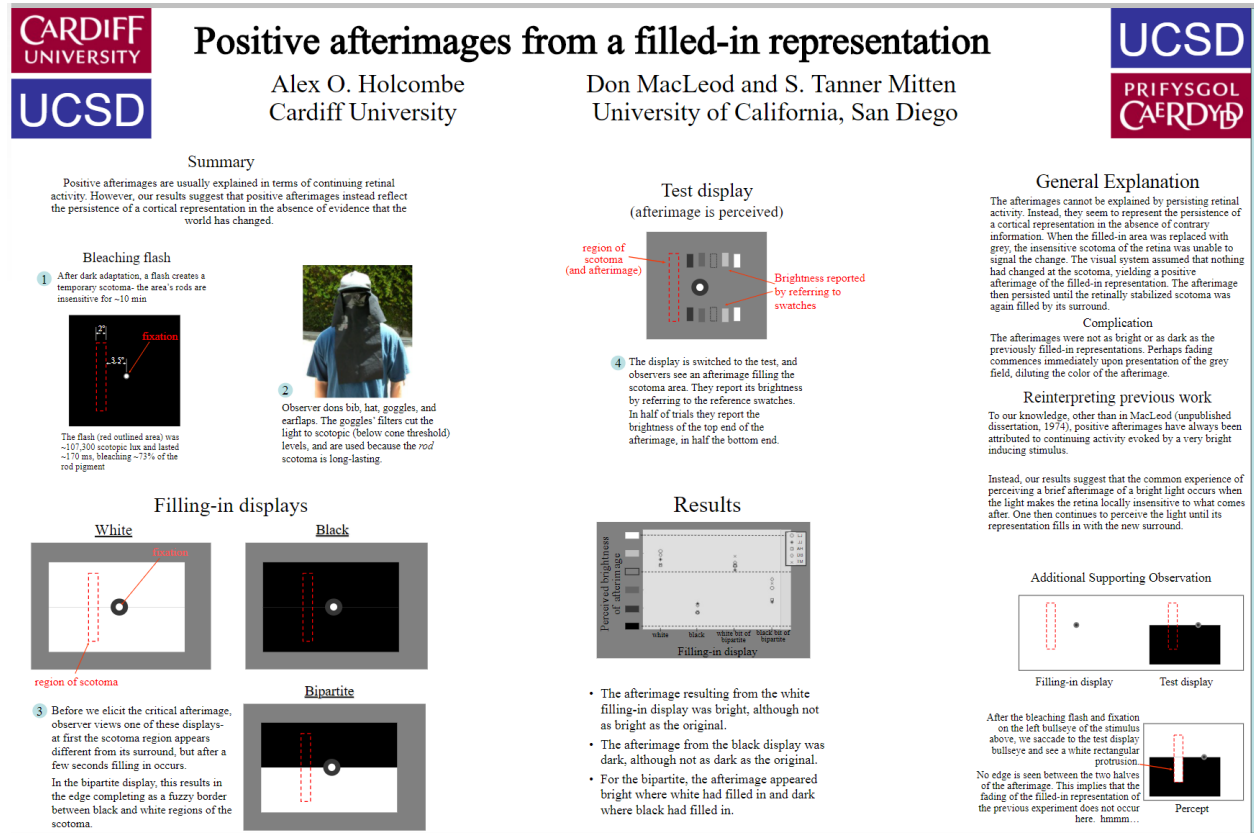 CARDIFF
UNIVERSITY
UCSD
Positive afterimages from a filled-in representation
Alex O. Holcombe
Cardiff University
Don MacLeod and S. Tanner Mitten
University of California, San Diego
UCSD
PRIFYSGOL
CAERDYDD
Summary
Positive afterimages are usually explained in terms of continuing retinal
activity. However, our results suggest that positive afterimages instead reflect
the persistence of a cortical representation in the absence of evidence that the
world has changed.
Bleaching flash
1
After dark adaptation, a flash creates a
temporary scotoma- the area's rods are
insensitive for ~10 min
2°
fixation
3.5°
The flash (red outlined area) was
~107,300 scotopic lux and lasted
~170 ms, bleaching ~73% of the
rod pigment
2
Observer dons bib, hat, goggles, and
earflaps. The goggles' filters cut the
light to scotopic (below cone threshold)
levels, and are used because the rod
scotoma is long-lasting.
Filling-in displays
White
fixation
region of scotoma
Black
Bipartite
3
Before we elicit the critical afterimage,
observer views one of these displays-
at first the scotoma region appears
different from its surround, but after a
few seconds filling in occurs.
In the bipartite display, this results in
the edge completing as a fuzzy border
between black and white regions of the
scotoma.
Test display
(afterimage is perceived)
region of
scotoma
(and afterimage)
Brightness reported
by referring to
swatches
4
The display is switched to the test, and
observers see an afterimage filling the
scotoma area. They report its brightness
by referring to the reference swatches.
In half of trials they report the
brightness of the top end of the
afterimage, in half the bottom end.
Results
Perceived brightness
of afterimage
white
black
white bit of
bipartite
black bit of
bipartite
Filling-in display
• The afterimage resulting from the white
filling-in display was bright, although not
as bright as the original.
• The afterimage from the black display was
dark, although not as dark as the original.
• For the bipartite, the afterimage appeared
bright where white had filled in and dark
where black had filled in.
General Explanation
The afterimages cannot be explained by persisting retinal
activity. Instead, they seem to represent the persistence of
a cortical representation in the absence of contrary
information. When the filled-in area was replaced with
grey, the insensitive scotoma of the retina was unable to
signal the change. The visual system assumed that nothing
had changed at the scotoma, yielding a positive
afterimage of the filled-in representation. The afterimage
then persisted until the retinally stabilized scotoma was
again filled by its surround.
Complication
The afterimages were not as bright or as dark as the
previously filled-in representations. Perhaps fading
commences immediately upon presentation of the grey
field, diluting the color of the afterimage.
Reinterpreting previous work
To our knowledge, other than in MacLeod (unpublished
dissertation, 1974), positive afterimages have always been
attributed to continuing activity evoked by a very bright
inducing stimulus.
Instead, our results suggest that the common experience of
perceiving a brief afterimage of a bright light occurs when
the light makes the retina locally insensitive to what comes
after. One then continues to perceive the light until its
representation fills in with the new surround.
Additional Supporting Observation
Filling-in display
Test display
After the bleaching flash and fixation
on the left bullseye of the stimulus
above, we saccade to the test display
bullseye and see a white rectangular
protrusion.
No edge is seen between the two halves
of the afterimage. This implies that the
fading of the filled-in representation of
the previous experiment does not occur
here. hmmm…
Percept